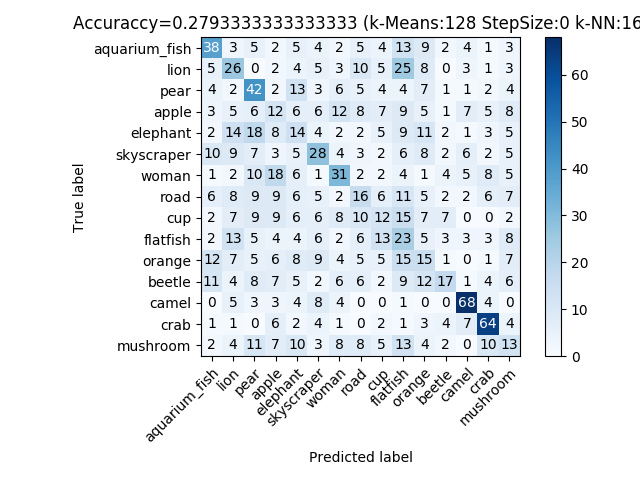 Accuraccy=0.2793333333333333 (k-Means:128 StepSize:0 k-NN:16
True label
aquarium_fish 38 3 5 2 5 4 2 5 4 13 9 2 4 1 3
lion 5 26 0 2 4 5 3 10 5 25 8 0 3 1 3
pear 4 2 42 2 13 3 6 5 4 4 7 1 1 2 4
apple 3 5 6 12 6 6 12 8 7 9 5 1 7 5 8
elephant 2 14 18 8 14 4 2 2 5 9 11 2 1 3 5
skyscraper 10 9 7 3 5 28 4 3 2 6 8 2 6 2 5
woman 1 2 10 18 6 1 31 2 2 4 1 4 5 8 5
road 6 8 9 9 6 5 2 16 6 11 5 2 2 6 7
cup 2 7 9 9 6 6 8 10 12 15 7 7 0 0 2
flatfish 2 13 5 4 4 6 2 6 13 23 5 3 3 3 8
orange 12 7 5 6 8 9 4 5 5 15 15 1 0 1 7
beetle 11 4 8 7 5 2 6 6 2 9 12 17 1 4 6
camel 0 5 3 3 4 8 4 0 0 1 0 0 68 4 0
crab 1 1 0 6 2 4 1 0 2 1 3 4 7 64 4
mushroom 2 4 11 7 10 3 8 8 5 13 4 2 0 10 13
aquarium_fish lion pear apple elephant skyscraper woman road cup flatfish orange beetle camel crab mushroom
Predicted label
60
50
40
30
20
10
0